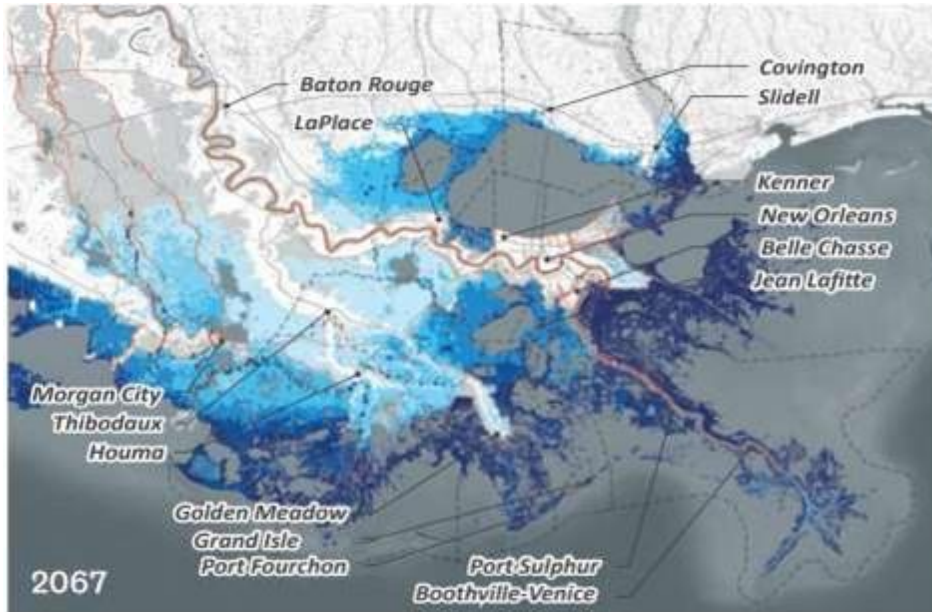 Baton Rouge
LaPlace
Covington
Slidell
Kenner
New Orleans
Belle Chasse
Jean Lafitte
Morgan City
Thibodaux
Houma
Golden Meadow
Grand Isle
Port Fourchon
Port Sulphur
Boothville-Venice
2067